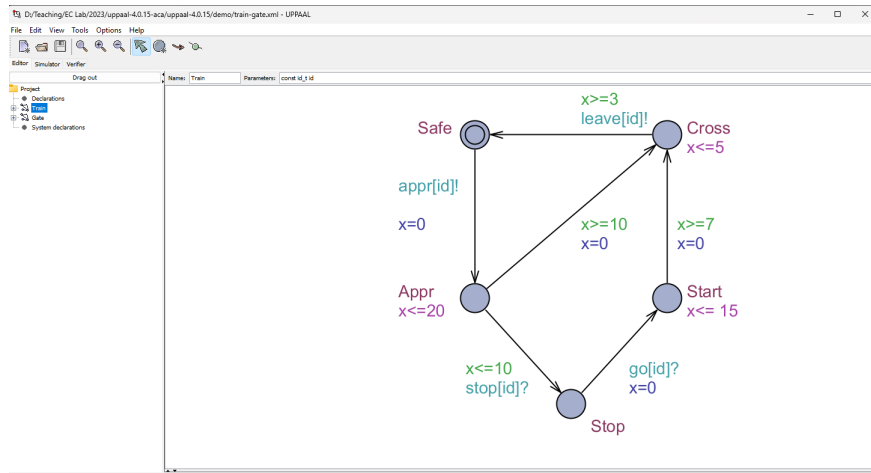 D:/Teaching/EC Lab/2023/uppaal-4.0.15-aca/uppaal-4.0.15/demo/train-gate.xml - UPPAAL
File Edit View Tools Options Help
Editor Simulator Verifier
Drag out
Name: Train Parameters: const id_t id
Project
Declarations
Train
Gate
System declarations
x>=3
leave[id]!
Safe
Cross
x<=5
appr[id]!
x=0
x>=10
x=0
x>=7
x=0
Appr
x<=20
Start
x<= 15
x<=10
stop[id]?
go[id]?
x=0
Stop